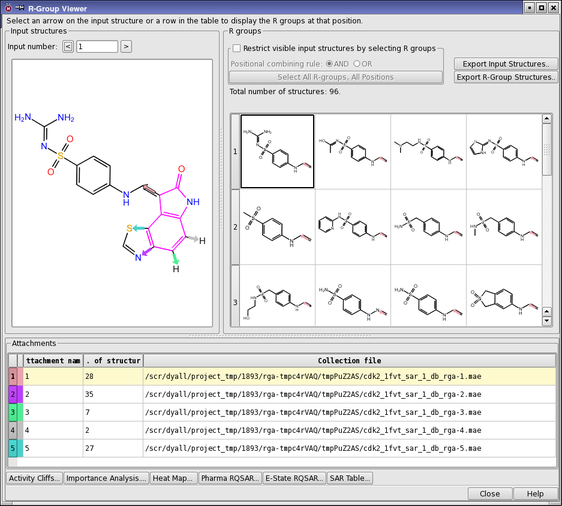 R-Group Viewer
Select an arrow on the input structure or a row in the table to display the R groups at that position.
Input structures
Input number: < 1 >
H₂N NH₂
N
O
S
O
N
H
O
NH
S
N
H
H
R groups
Restrict visible input structures by selecting R groups
Positional combining rule: AND OR
Select All R-groups, All Positions
Export Input Structures..
Export R-Group Structures..
Total number of structures: 96.
1
2
3
Attachments
ttachment nam . of structur Collection file
1 1 28 /scr/dyall/project_tmp/1893/rga-tmpc4rVAQ/tmpPuZ2AS/cdk2_1fvt_sar_1_db_rga-1.mae
2 2 35 /scr/dyall/project_tmp/1893/rga-tmpc4rVAQ/tmpPuZ2AS/cdk2_1fvt_sar_1_db_rga-2.mae
3 3 7 /scr/dyall/project_tmp/1893/rga-tmpc4rVAQ/tmpPuZ2AS/cdk2_1fvt_sar_1_db_rga-3.mae
4 4 2 /scr/dyall/project_tmp/1893/rga-tmpc4rVAQ/tmpPuZ2AS/cdk2_1fvt_sar_1_db_rga-4.mae
5 5 27 /scr/dyall/project_tmp/1893/rga-tmpc4rVAQ/tmpPuZ2AS/cdk2_1fvt_sar_1_db_rga-5.mae
Activity Cliffs... Importance Analysis.... Heat Map... Pharma RQSAR... E-State RQSAR... SAR Table...
Close Help